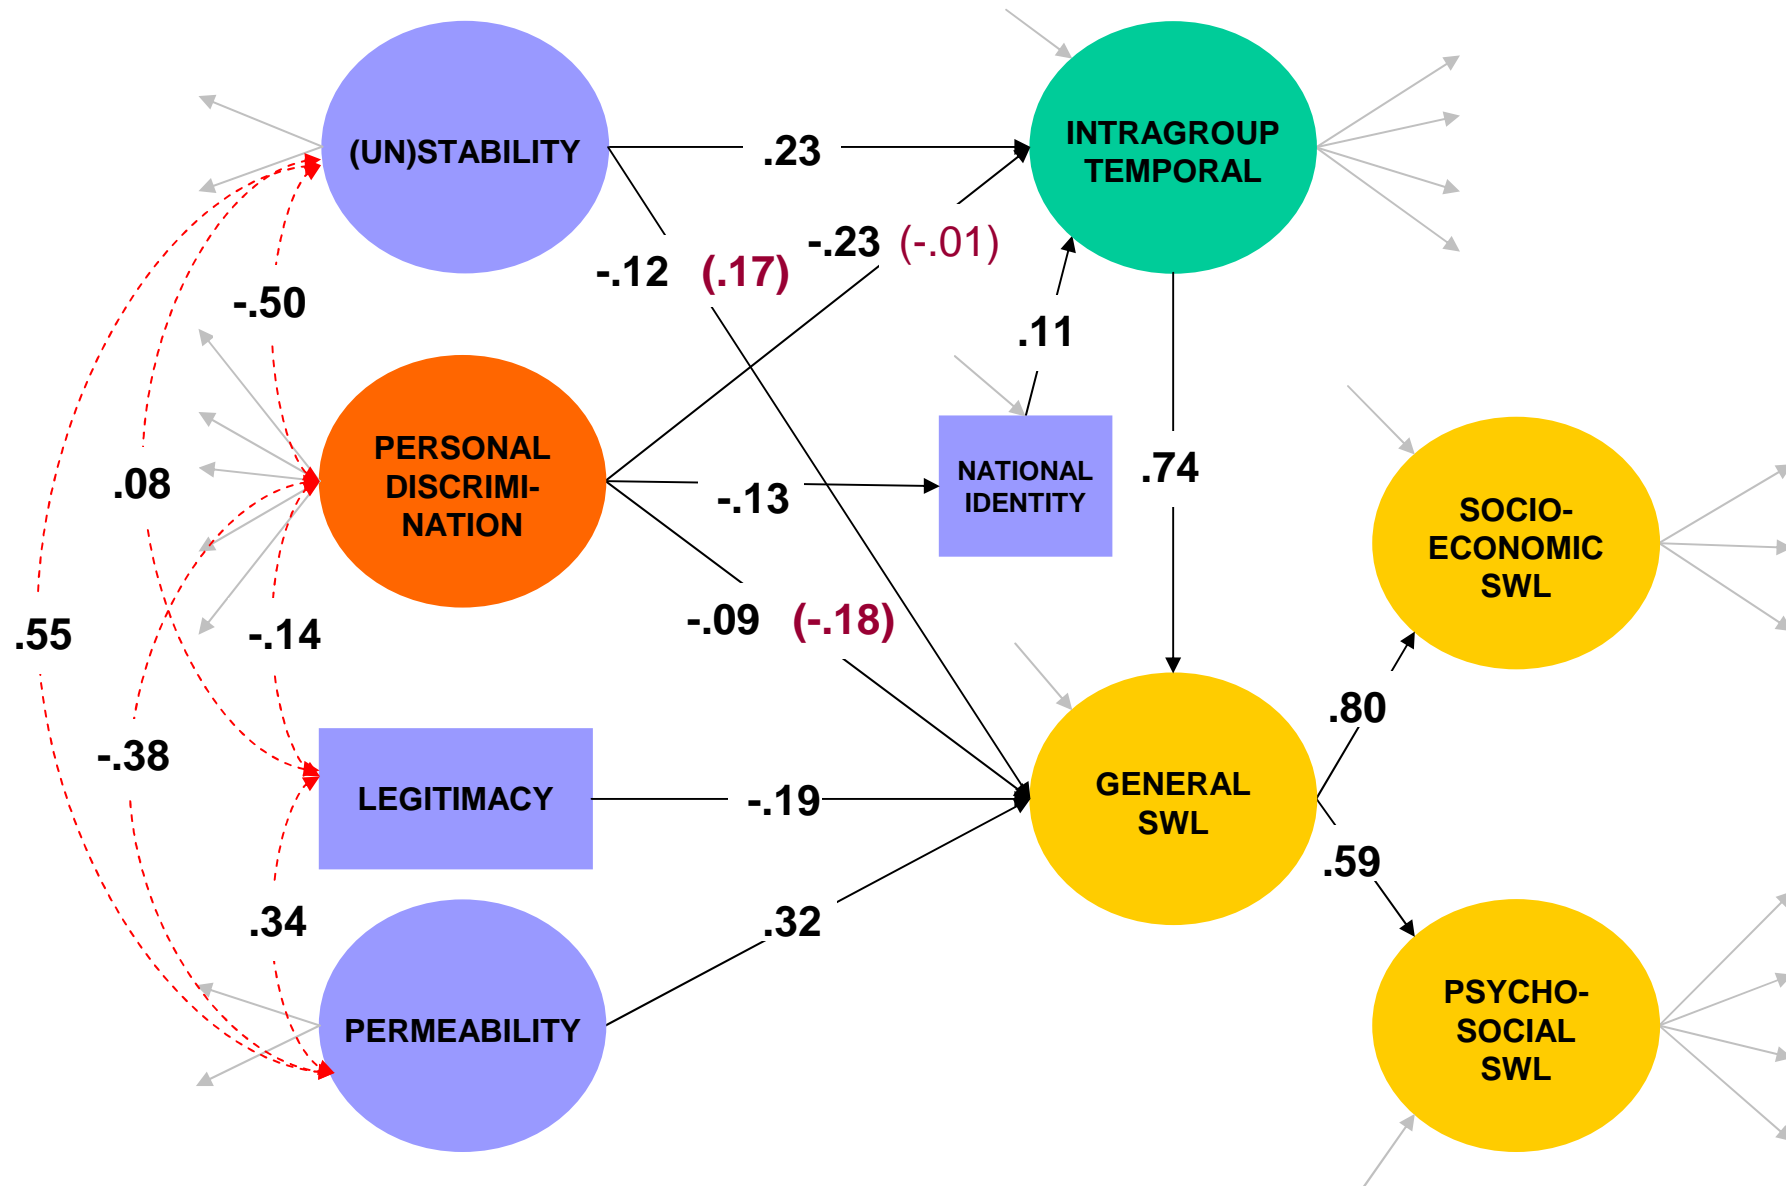 (UN)STABILITY
.23
INTRAGROUP
TEMPORAL
-.23 (-.01)
-.12 (.17)
-.50
.11
PERSONAL
DISCRIMI-
NATION
.08
-.13
NATIONAL
IDENTITY
.74
SOCIO-
ECONOMIC
SWL
.55
-.14
-.09 (-.18)
.80
-.38
LEGITIMACY
-.19
GENERAL
SWL
.59
.34
.32
PERMEABILITY
PSYCHO-
SOCIAL
SWL